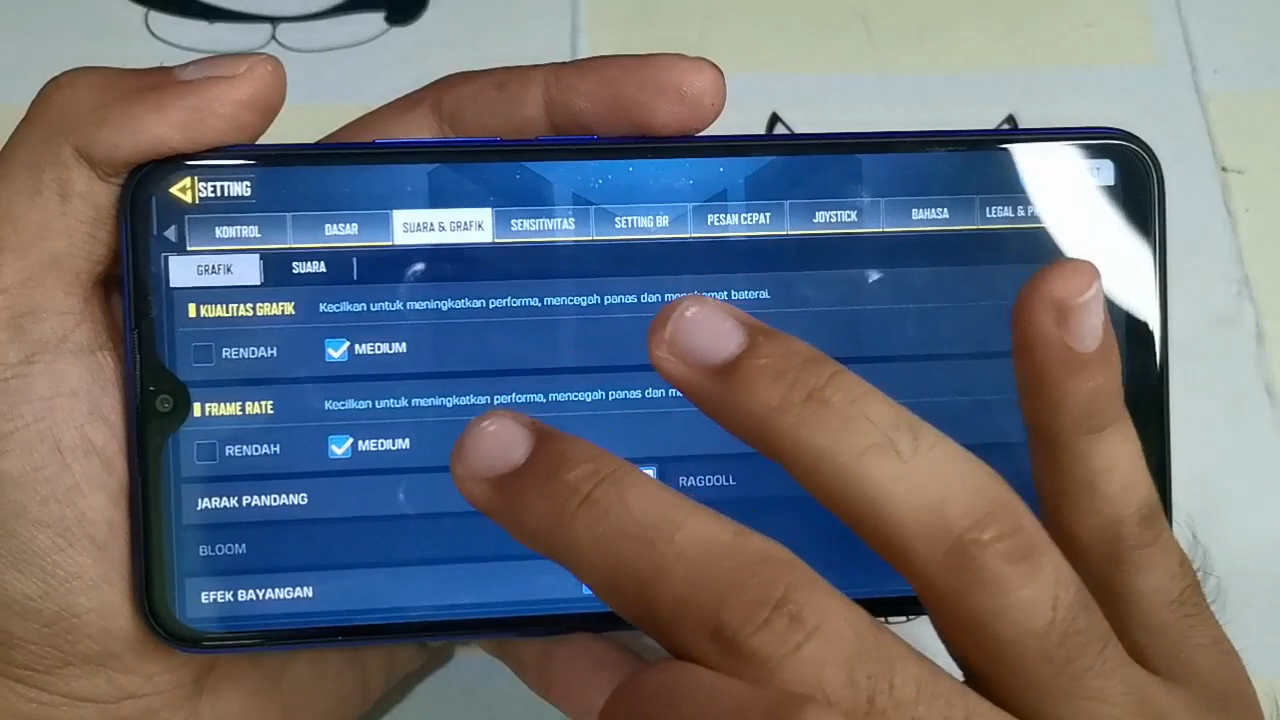 SETTING
KONTROL DASAR SUARA & GRAFIK SENSITIVITAS SETTING BR PESAN CEPAT JOYSTICK BAHASA LEGAL &
GRAFIK SUARA
KUALITAS GRAFIK Kecilkan untuk meningkatkan performa, mencegah panas dan menghemat baterai.
RENDAH MEDIUM
FRAME RATE Kecilkan untuk meningkatkan performa, mencegah panas dan
RENDAH MEDIUM
JARAK PANDANG RAGDOLL
BLOOM
EFEK BAYANGAN